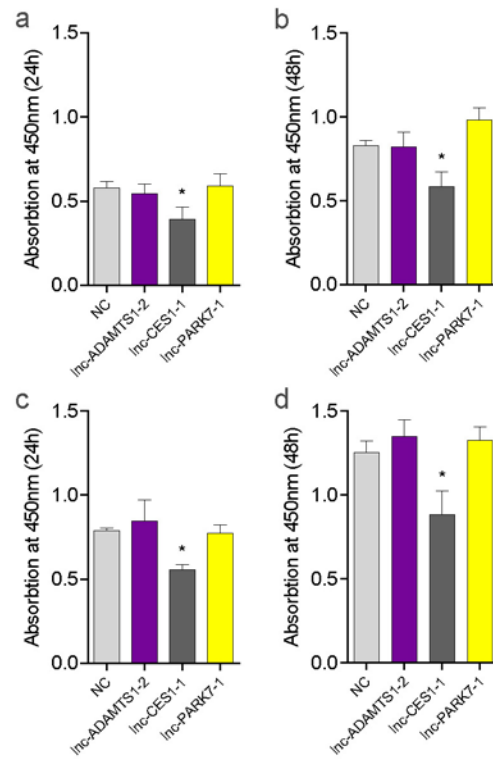 a
Absorbtion at 450nm (24h)
1.5
1.0
0.5
0.0
*
NC
lnc-ADAMTS1-2
lnc-CES1-1
lnc-PARK7-1
b
Absorbtion at 450nm (48h)
1.5
1.0
0.5
0.0
*
NC
lnc-ADAMTS1-2
lnc-CES1-1
lnc-PARK7-1
c
Absorbtion at 450nm (24h)
1.5
1.0
0.5
0.0
*
NC
lnc-ADAMTS1-2
lnc-CES1-1
lnc-PARK7-1
d
Absorbtion at 450nm (48h)
1.5
1.0
0.5
0.0
*
NC
lnc-ADAMTS1-2
lnc-CES1-1
lnc-PARK7-1